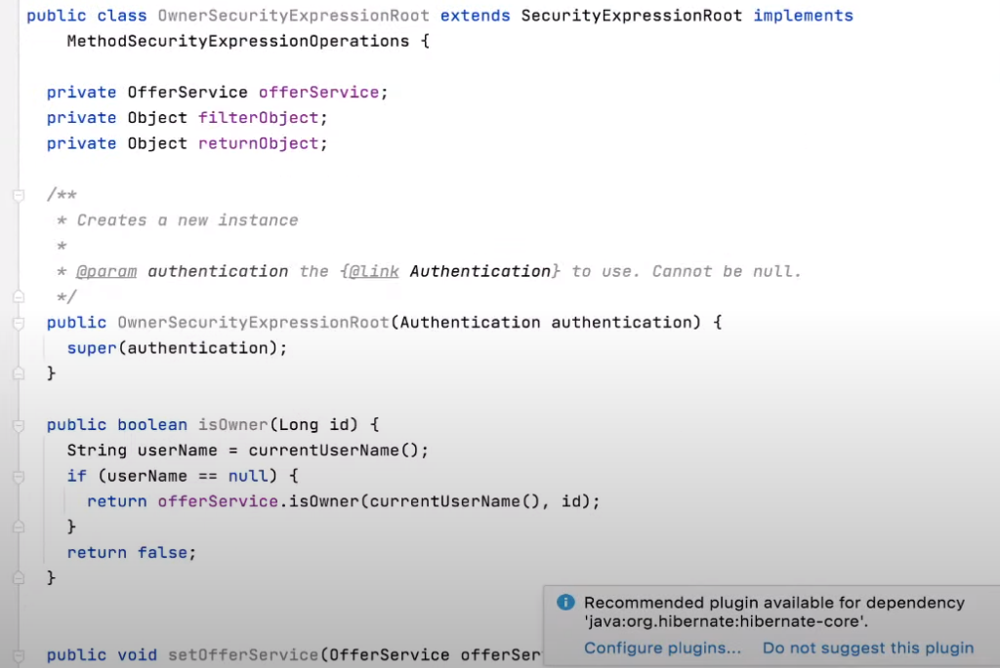 public class OwnerSecurityExpressionRoot extends SecurityExpressionRoot implements
MethodSecurityExpressionOperations {
private OfferService offerService;
private Object filterObject;
private Object returnObject;
/**
* Creates a new instance
*
* @param authentication the {@link Authentication} to use. Cannot be null.
*/
public OwnerSecurityExpressionRoot(Authentication authentication) {
super(authentication);
}
public boolean isOwner(Long id) {
String userName = currentUserName();
if (userName == null) {
return offerService.isOwner(currentUserName(), id);
}
return false;
}
public void setOfferService(OfferService offerSer
Recommended plugin available for dependency
'java:org.hibernate:hibernate-core'.
Configure plugins... Do not suggest this plugin